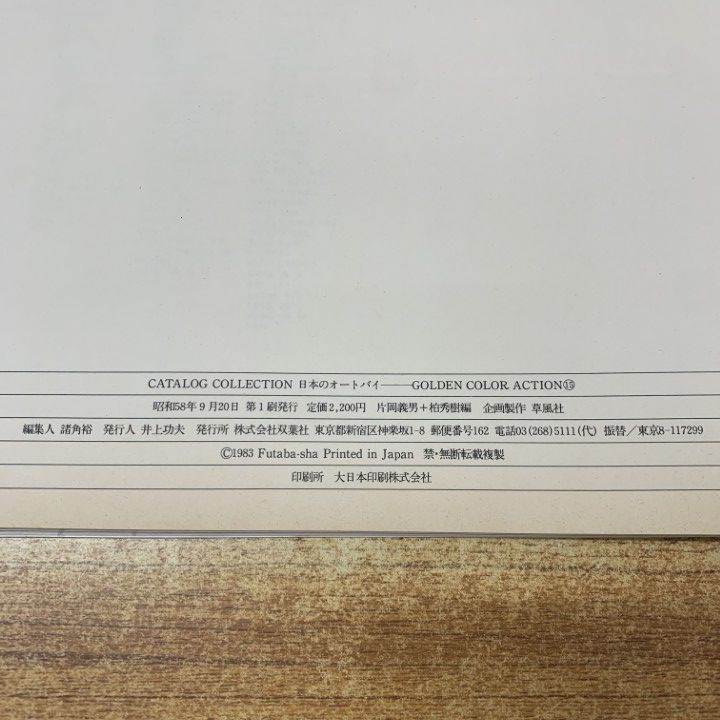 CATALOG COLLECTION 日本のオートバイ——GOLDEN COLOR ACTION⑮
昭和58年9月20日 第1刷発行 定価2,200円 片岡義男+柏秀樹編 企画製作 草風社
編集人 諸角裕 発行人 井上功夫 発行所 株式会社双葉社 東京都新宿区神楽坂1-8 郵便番号162 電話03(268)5111(代) 振替/東京8-117299
©1983 Futaba-sha Printed in Japan 禁・無断転載複製
印刷所 大日本印刷株式会社